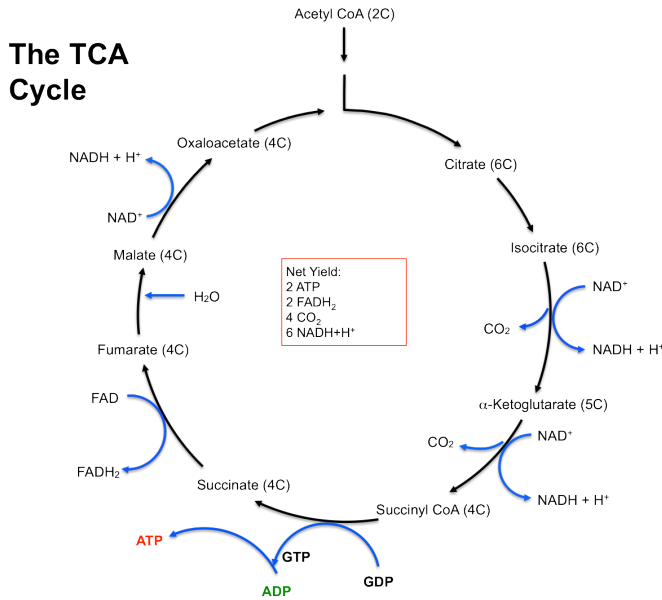 Acetyl CoA (2C)
The TCA
Cycle
Oxaloacetate (4C)
NADH + H⁺
Citrate (6C)
NAD⁺
Malate (4C)
Isocitrate (6C)
Net Yield:
2 ATP
2 FADH₂
4 CO₂
6 NADH+H⁺
H₂O
NAD⁺
CO₂
NADH + H⁺
Fumarate (4C)
FAD
α-Ketoglutarate (5C)
CO₂
NAD⁺
FADH₂
Succinate (4C)
NADH + H⁺
Succinyl CoA (4C)
ATP
GTP
ADP
GDP